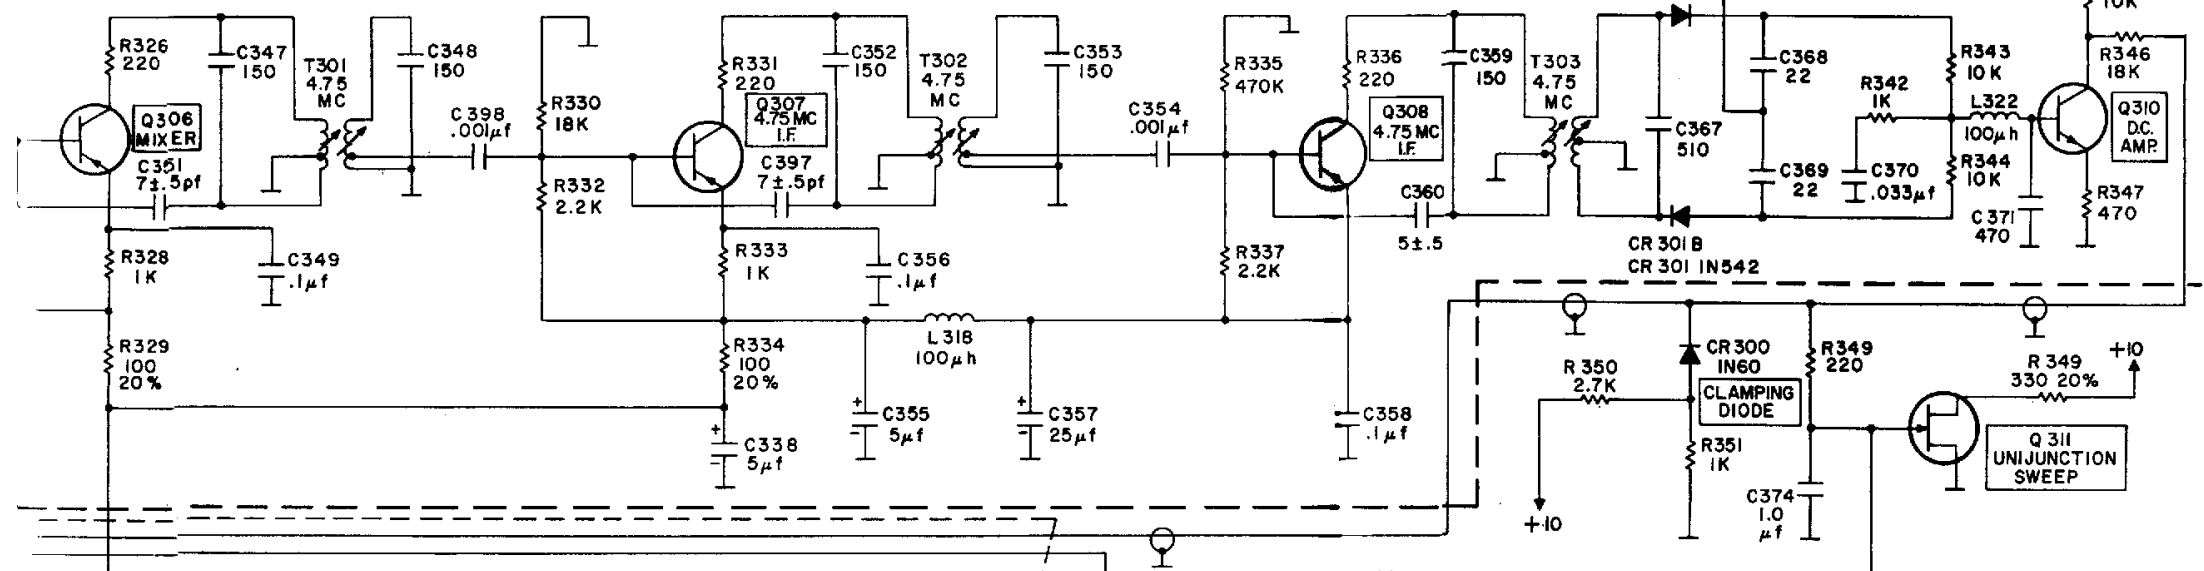 R326
220
C347
150
T301
4.75
MC
C348
150
Q306
MIXER
C351
7±.5pf
C398
.001µf
R330
18K
R332
2.2K
R328
1K
C349
.1µf
R329
100
20%
R331
220
C352
150
T302
4.75
MC
C353
150
Q307
4.75 MC
I.F.
C397
7±.5pf
R333
1K
C356
.1µf
R334
100
20%
L318
100µh
+
-
C338
5µf
+
-
C355
5µf
+
-
C357
25µf
C354
.001µf
R335
470K
R336
220
C359
150
T303
4.75
MC
Q308
4.75 MC
I.F.
C360
5±.5
R337
2.2K
C358
.1µf
C367
510
C368
22
C369
22
CR301B
CR301 IN542
R342
1K
C370
.033µf
R343
10K
R344
10K
L322
100µh
C371
470
10K
R346
18K
Q310
D.C.
AMP.
R347
470
R350
2.7K
+10
CR300
IN60
CLAMPING
DIODE
R351
1K
R349
220
C374
1.0
µf
R349
330 20%
+10
Q311
UNIJUNCTION
SWEEP